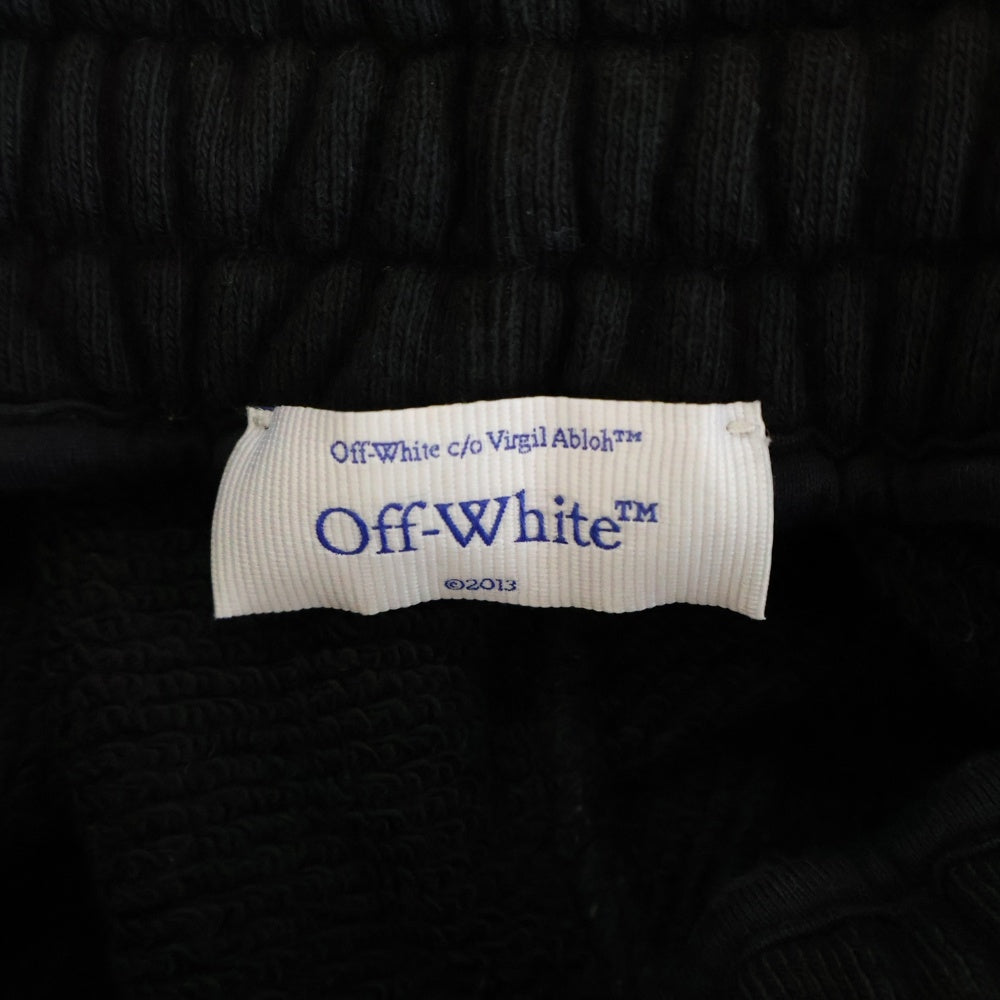 Off-White c/o Virgil Abloh™
Off-White™
©2013